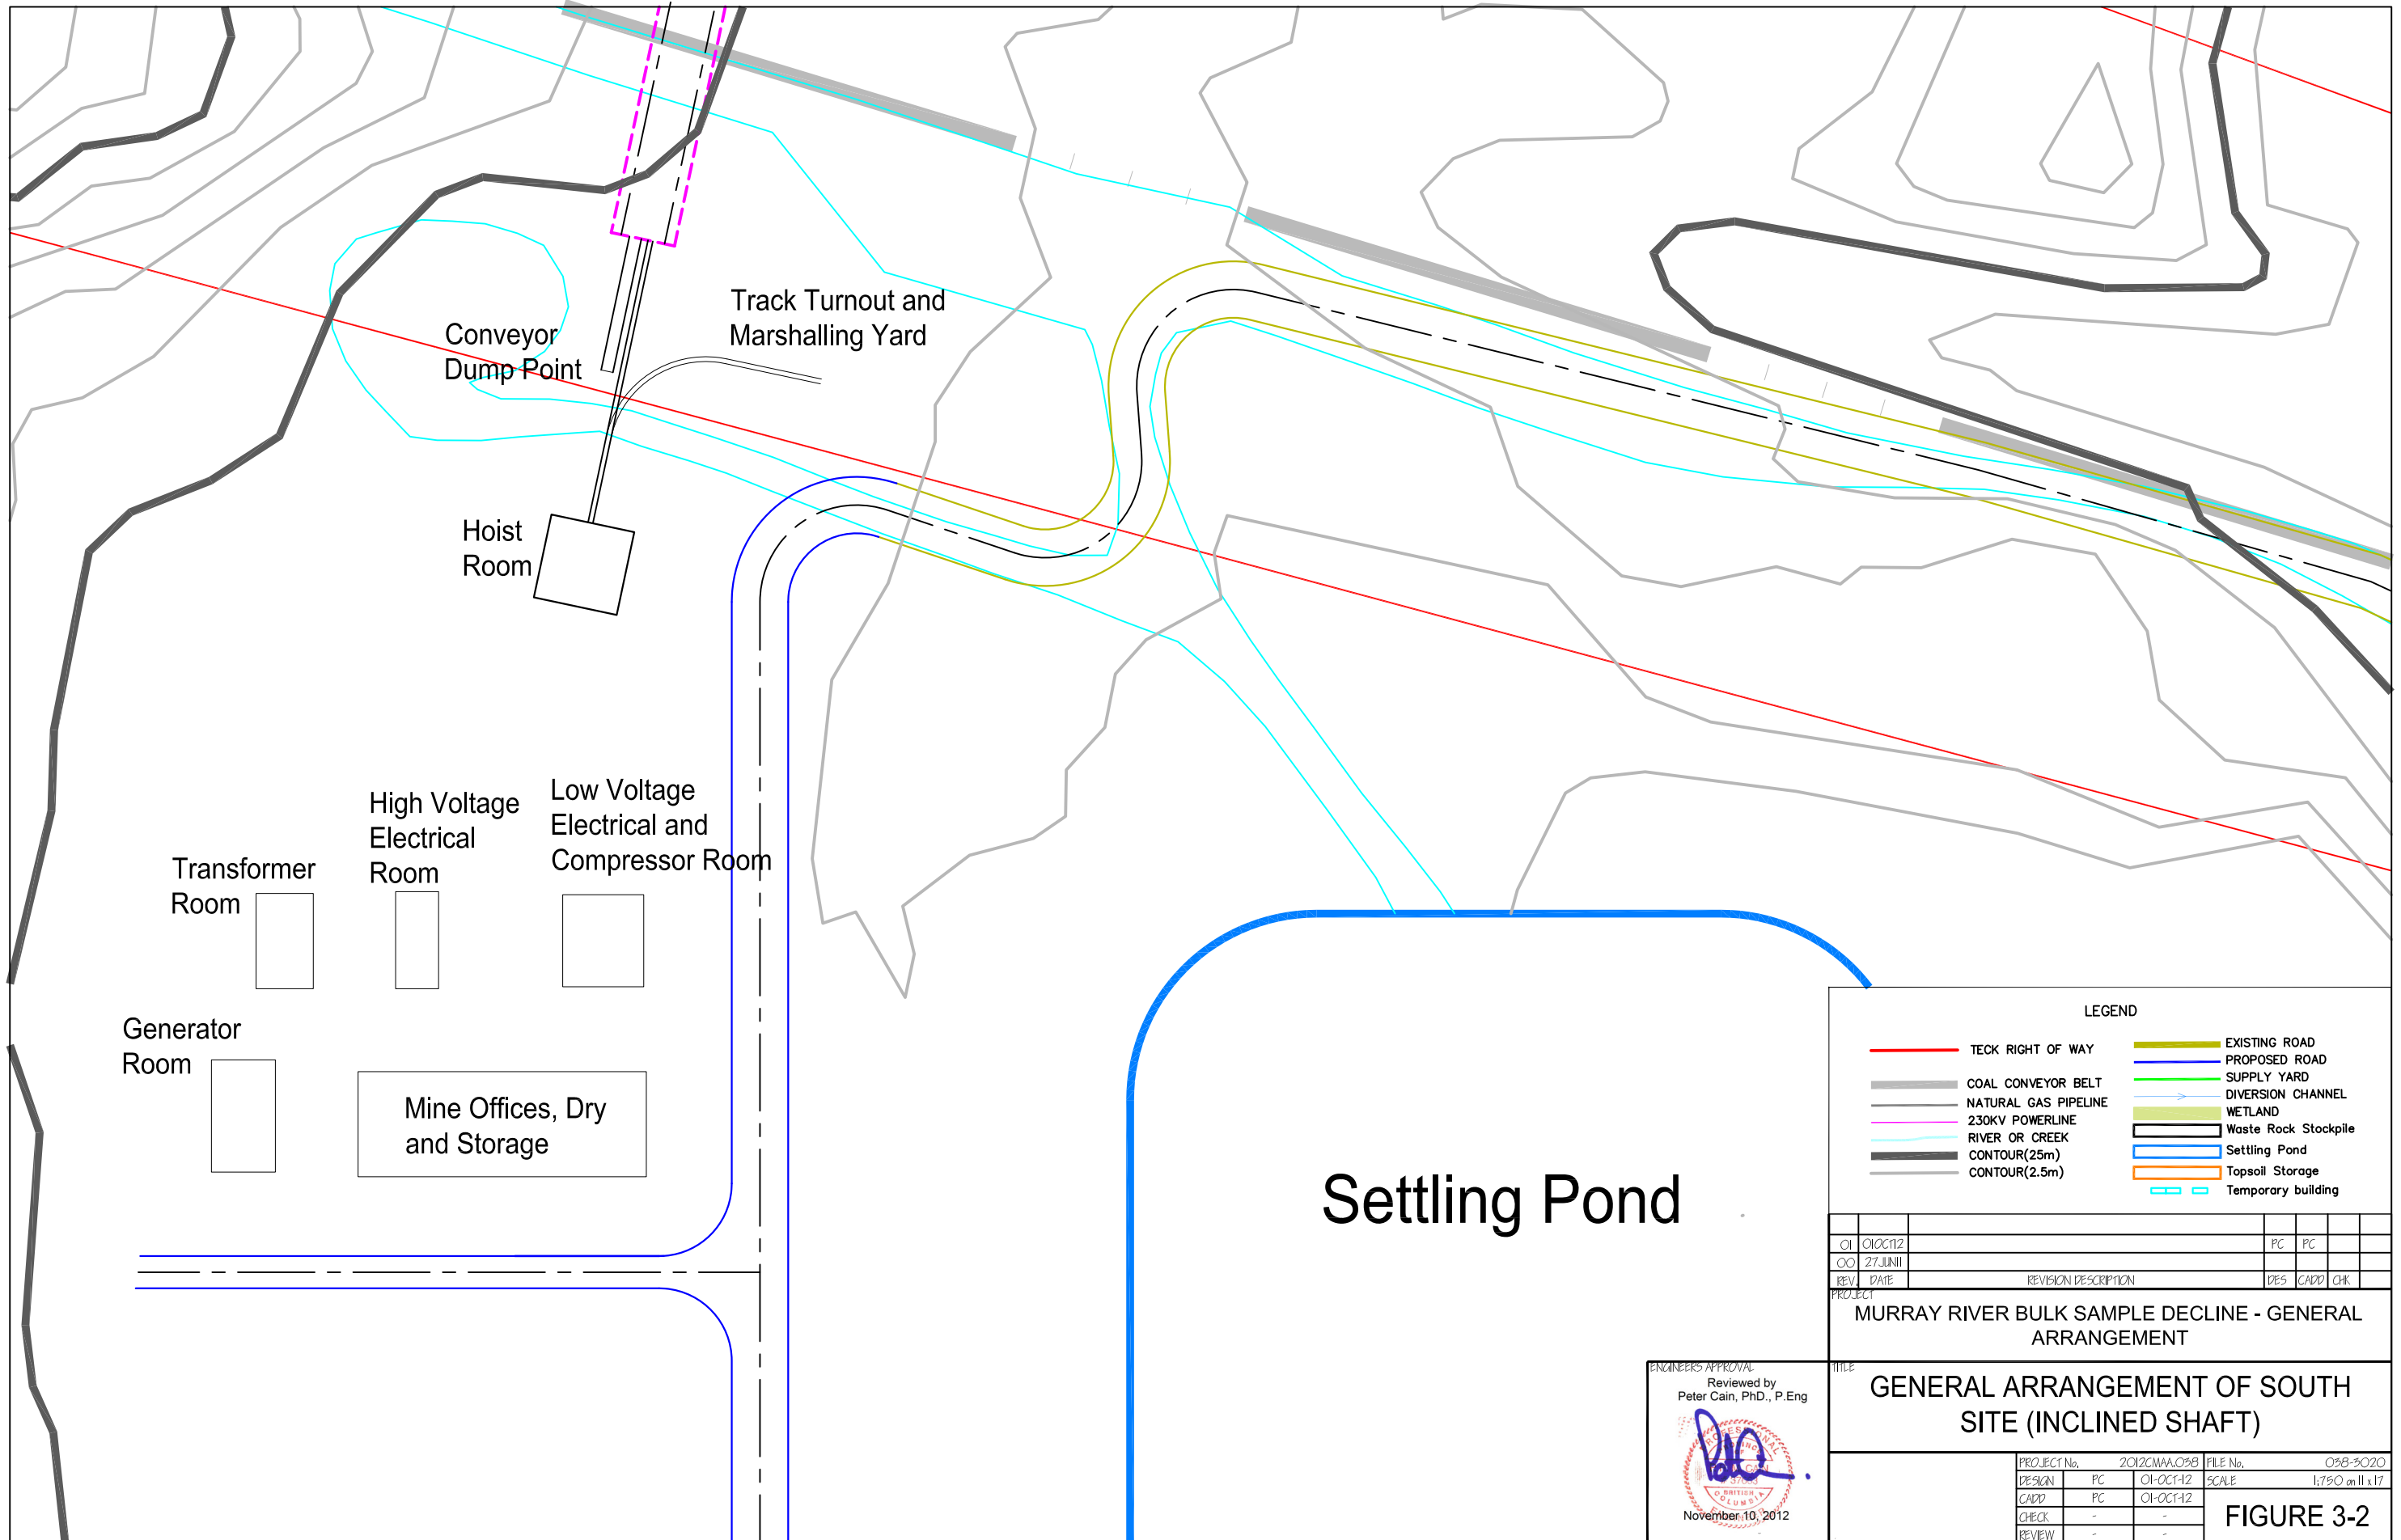 Track Turnout and
Marshalling Yard
Conveyor
Dump Point
Hoist
Room
High Voltage
Electrical
Room
Low Voltage
Electrical and
Compressor Room
Transformer
Room
Generator
Room
Mine Offices, Dry
and Storage
Settling Pond
LEGEND
TECK RIGHT OF WAY
COAL CONVEYOR BELT
NATURAL GAS PIPELINE
230KV POWERLINE
RIVER OR CREEK
CONTOUR(25m)
CONTOUR(2.5m)
EXISTING ROAD
PROPOSED ROAD
SUPPLY YARD
DIVERSION CHANNEL
WETLAND
Waste Rock Stockpile
Settling Pond
Topsoil Storage
Temporary building
01 01OCT12 PC PC
00 27JUN11
REV. DATE REVISION DESCRIPTION DES CADD CHK
PROJECT
MURRAY RIVER BULK SAMPLE DECLINE - GENERAL
ARRANGEMENT
TITLE
GENERAL ARRANGEMENT OF SOUTH
SITE (INCLINED SHAFT)
ENGINEERS APPROVAL
Reviewed by
Peter Cain, PhD., P.Eng
PROFESSIONAL
BRITISH
COLUMBIA
November 10, 2012
PROJECT No. 2012CMAA.038 FILE No. 038-3020
DESIGN PC 01-OCT-12 SCALE 1:750 on 11 x 17
CADD PC 01-OCT-12
CHECK - -
REVIEW - -
FIGURE 3-2